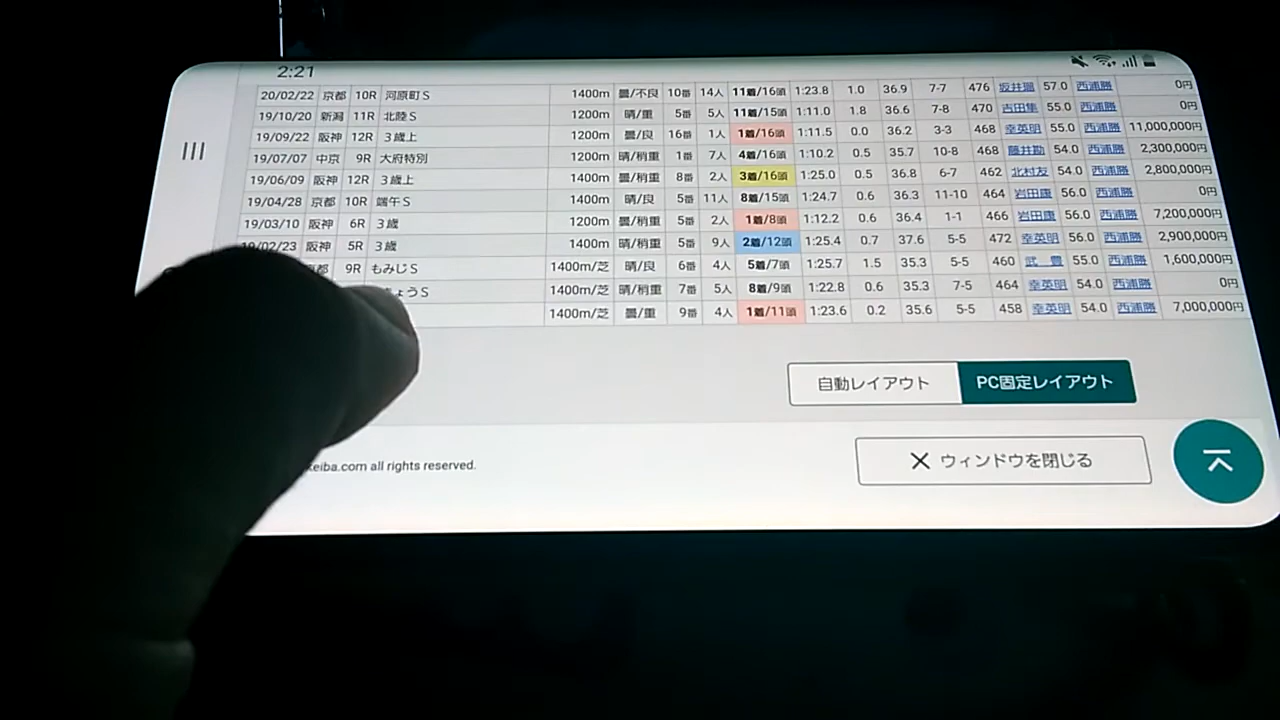 2:21
20/02/22 京都 10R 河原町S 1400m 曇/不良 10番 14人 11着/16頭 1:23.8 1.0 36.9 7-7 476 坂井瑠 57.0 西浦勝 0円
19/10/20 新潟 11R 北陸S 1200m 晴/重 5番 5人 11着/15頭 1:11.0 1.8 36.6 7-8 470 吉田隼 55.0 西浦勝 0円
19/09/22 阪神 12R 3歳上 1200m 曇/良 16番 1人 1着/16頭 1:11.5 0.0 36.2 3-3 468 幸英明 55.0 西浦勝 11,000,000円
19/07/07 中京 9R 大府特別 1200m 晴/稍重 1番 7人 4着/16頭 1:10.2 0.5 35.7 10-8 468 藤井勘 54.0 西浦勝 2,300,000円
19/06/09 阪神 12R 3歳上 1400m 曇/稍重 8番 2人 3着/16頭 1:25.0 0.5 36.8 6-7 462 北村友 54.0 西浦勝 2,800,000円
19/04/28 京都 10R 端午S 1400m 晴/良 5番 11人 8着/15頭 1:24.7 0.6 36.3 11-10 464 岩田康 56.0 西浦勝 0円
19/03/10 阪神 6R 3歳 1200m 曇/稍重 5番 2人 1着/8頭 1:12.2 0.6 36.4 1-1 466 岩田康 56.0 西浦勝 7,200,000円
19/02/23 阪神 5R 3歳 1400m 晴/稍重 5番 9人 2着/12頭 1:25.4 0.7 37.6 5-5 472 幸英明 56.0 西浦勝 2,900,000円
都 9R もみじS 1400m/芝 晴/良 6番 4人 5着/7頭 1:25.7 1.5 35.3 5-5 460 武豊 55.0 西浦勝 1,600,000円
ょうS 1400m/芝 晴/稍重 7番 5人 8着/9頭 1:22.8 0.6 35.3 7-5 464 幸英明 54.0 西浦勝 0円
1400m/芝 曇/重 9番 4人 1着/11頭 1:23.6 0.2 35.6 5-5 458 幸英明 54.0 西浦勝 7,000,000円
自動レイアウト PC固定レイアウト
keiba.com all rights reserved.
ウィンドウを閉じる